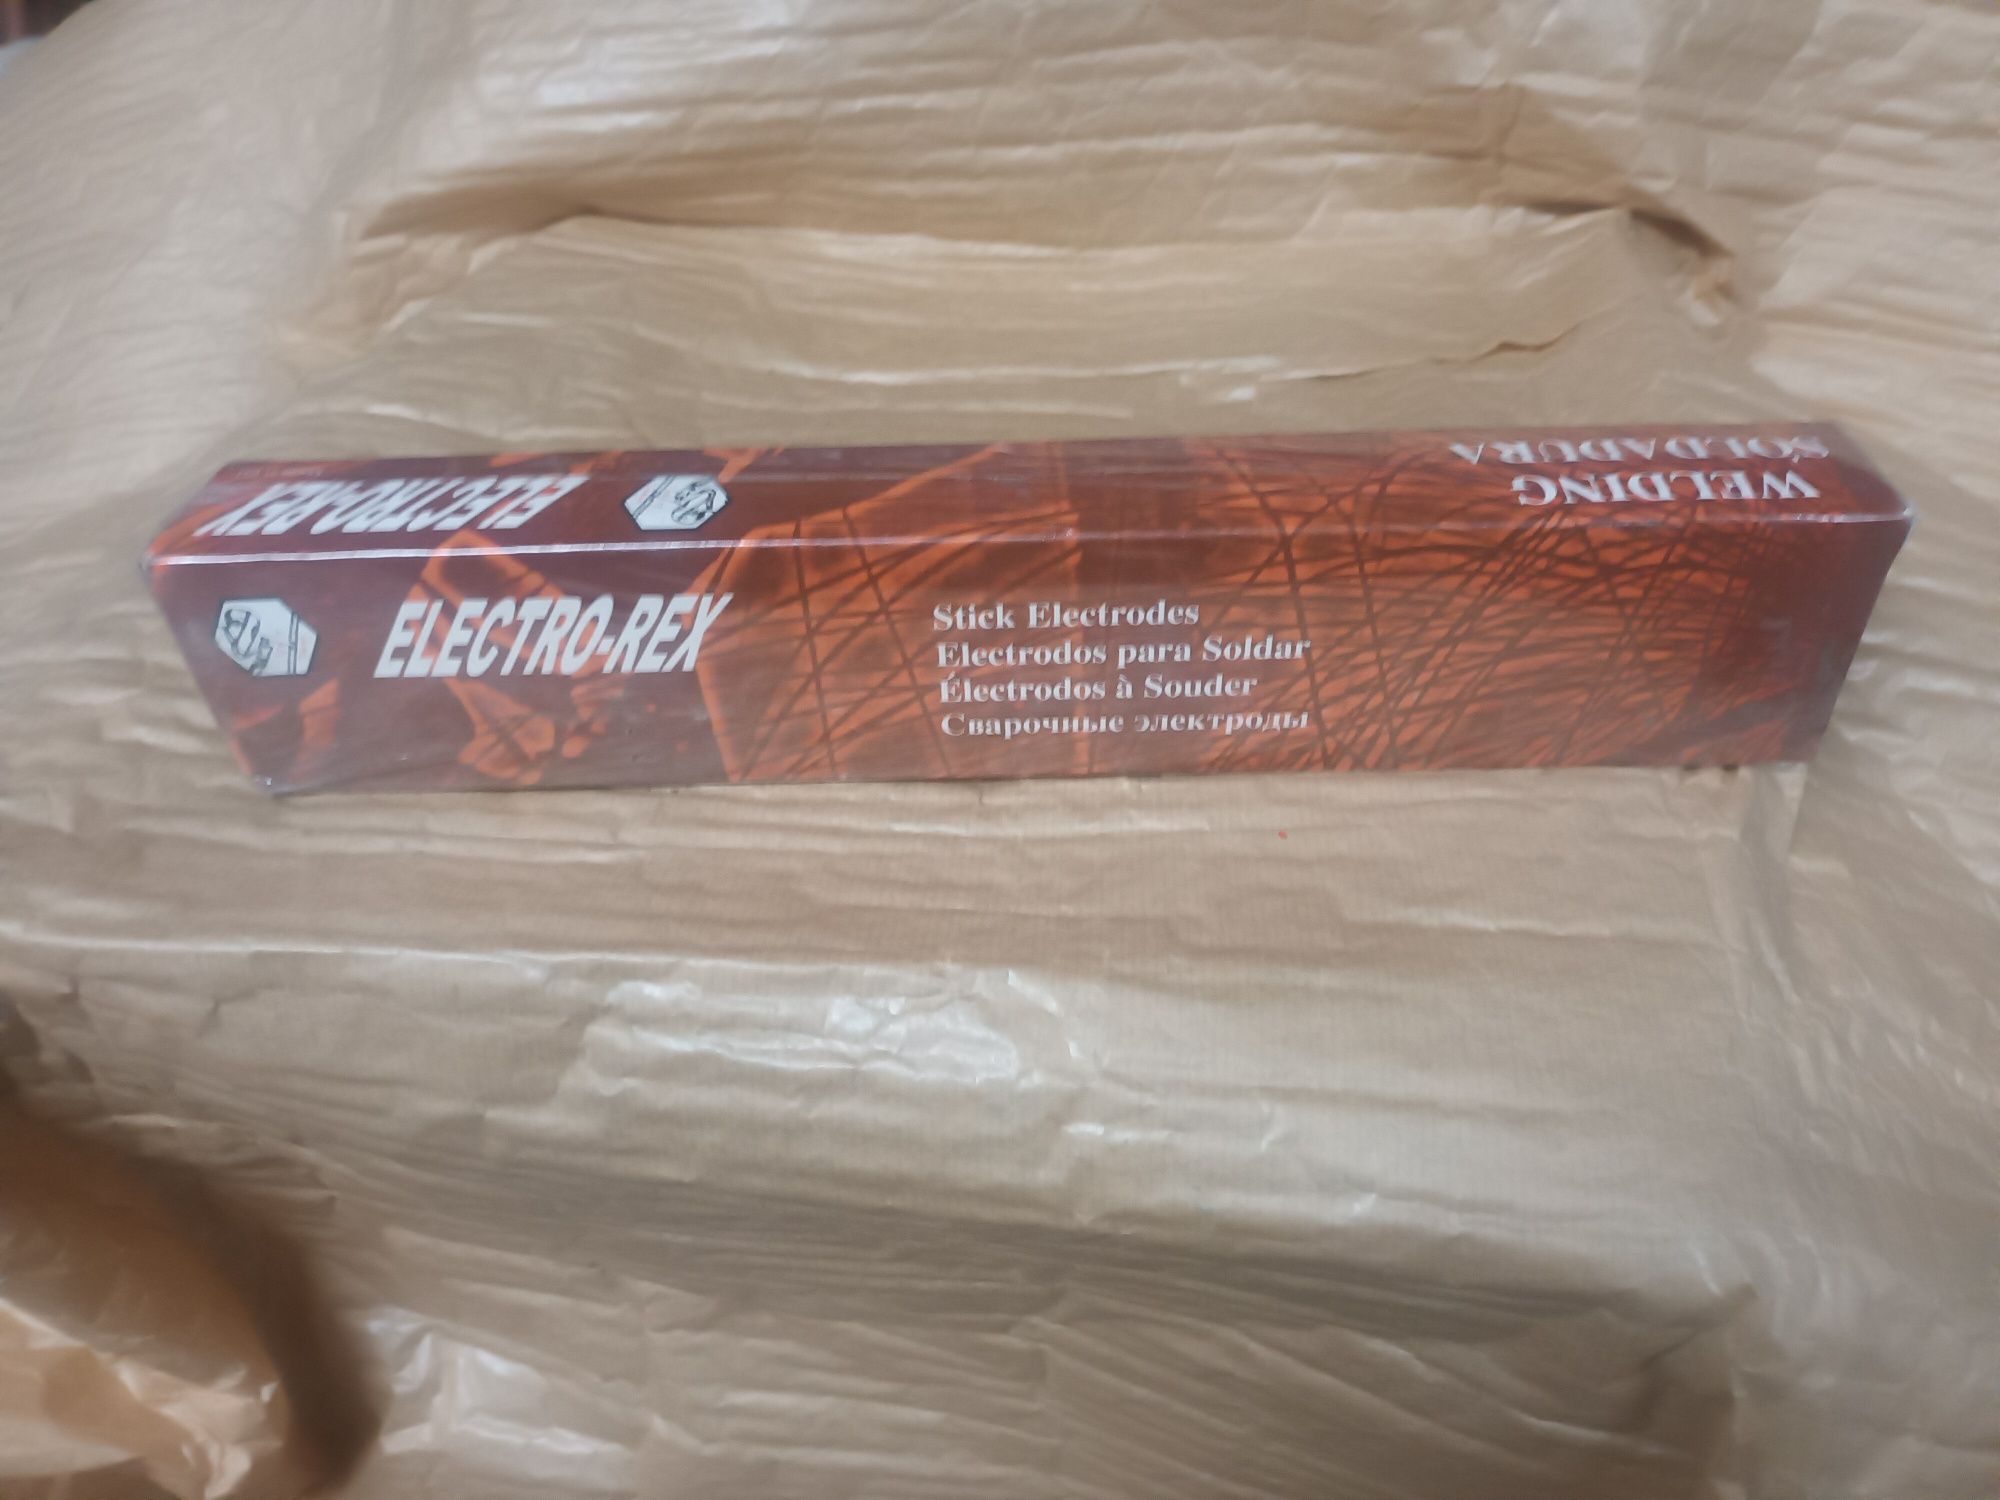 ELECTRO-REX
WELDING
SOLDADURA
ELECTRO-REX
Stick Electrodes
Electrodos para Soldar
Électrodos à Souder
Сварочные электроды